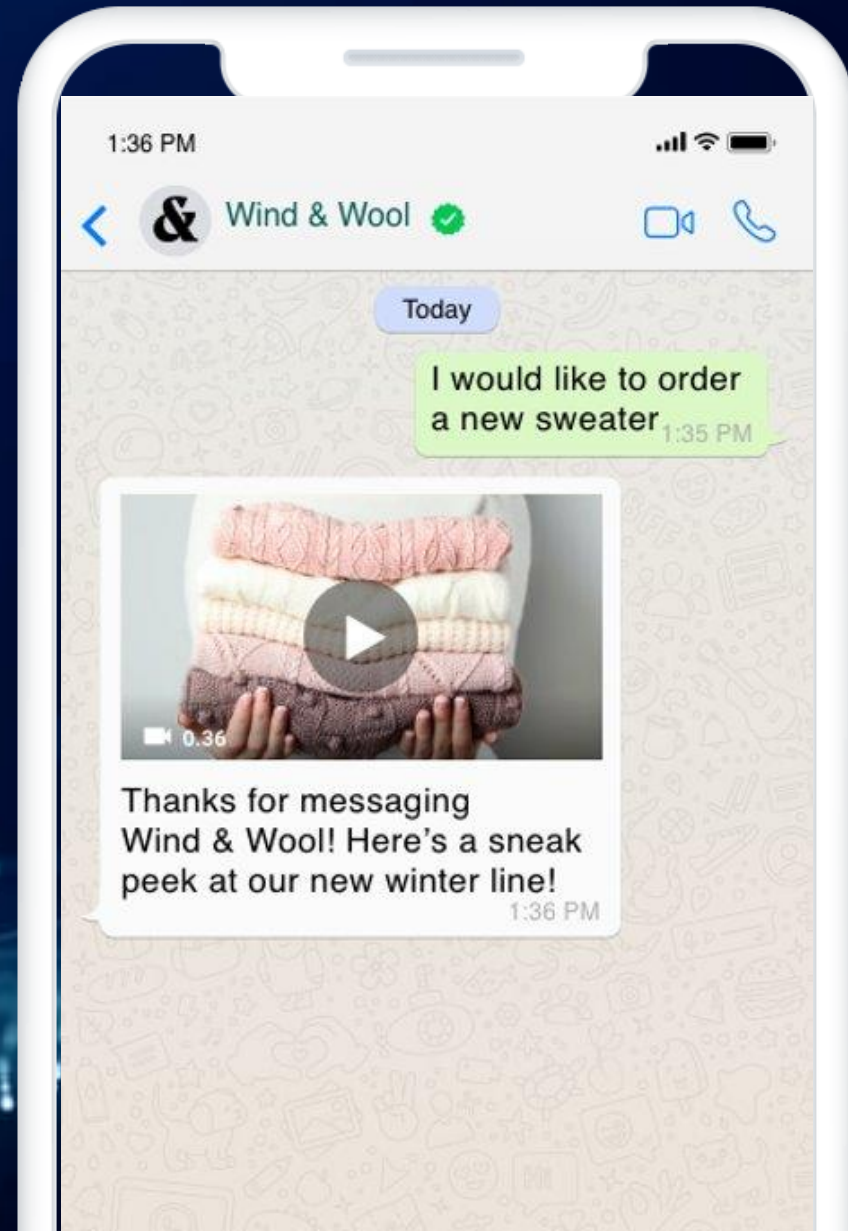 1:36 PM
& Wind & Wool
Today
I would like to order
a new sweater
1:35 PM
0.36
Thanks for messaging
Wind & Wool! Here’s a sneak
peek at our new winter line!
1:36 PM